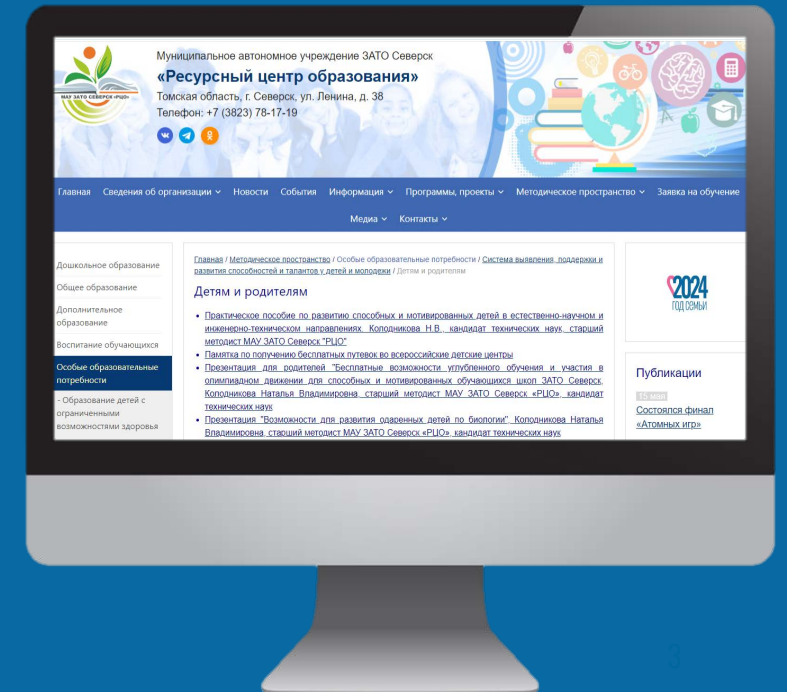 Муниципальное автономное учреждение ЗАТО Северск
«Ресурсный центр образования»
Томская область, г. Северск, ул. Ленина, д. 38
Телефон: +7 (3823) 78-17-19
МАУ ЗАТО СЕВЕРСК «РЦО»
Главная Сведения об организации Новости События Информация Программы, проекты Методическое пространство Заявка на обучение
Медиа Контакты
Дошкольное образование
Общее образование
Дополнительное
образование
Воспитание обучающихся
Особые образовательные
потребности
- Образование детей с
ограниченными
возможностями здоровья
Главная / Методическое пространство / Особые образовательные потребности / Система выявления, поддержки и
развития способностей и талантов у детей и молодежи / Детям и родителям
Детям и родителям
• Практическое пособие по развитию способных и мотивированных детей в естественно-научном и
инженерно-техническом направлениях. Колодникова Н.В., кандидат технических наук, старший
методист МАУ ЗАТО Северск "РЦО"
• Памятка по получению бесплатных путевок во всероссийские детские центры
• Презентация для родителей "Бесплатные возможности углубленного обучения и участия в
олимпиадном движении для способных и мотивированных обучающихся школ ЗАТО Северск,
Колодникова Наталья Владимировна, старший методист МАУ ЗАТО Северск «РЦО», кандидат
технических наук
• Презентация "Возможности для развития одаренных детей по биологии", Колодникова Наталья
Владимировна, старший методист МАУ ЗАТО Северск «РЦО», кандидат технических наук
2024
ГОД СЕМЬИ
Публикации
15 мая
Состоялся финал
«Атомных игр»
3